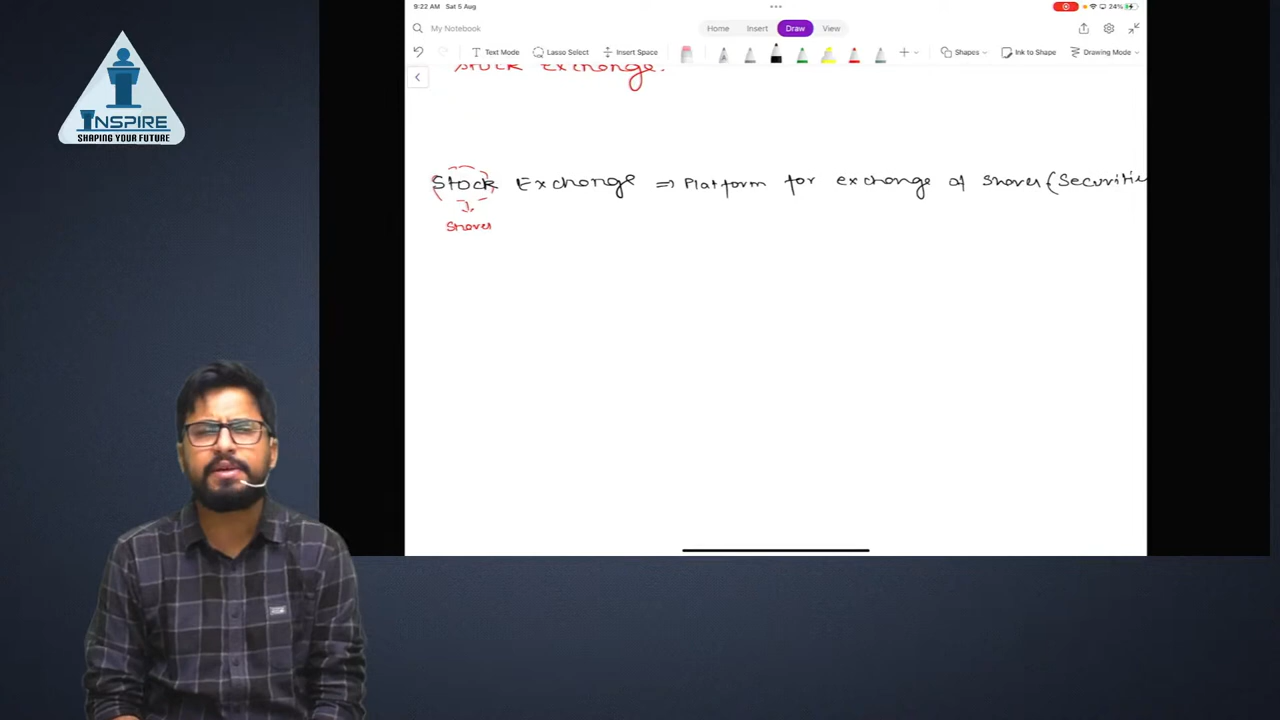 9:22 AM Sat 5 Aug
24%
My Notebook
Home Insert Draw View
Text Mode Lasso Select Insert Space Shapes Ink to Shape Drawing Mode
Stock Exchange.
INSPIRE
SHAPING YOUR FUTURE
Stock Exchange ⇒ Platform for exchange of shares (Securitie
Shares